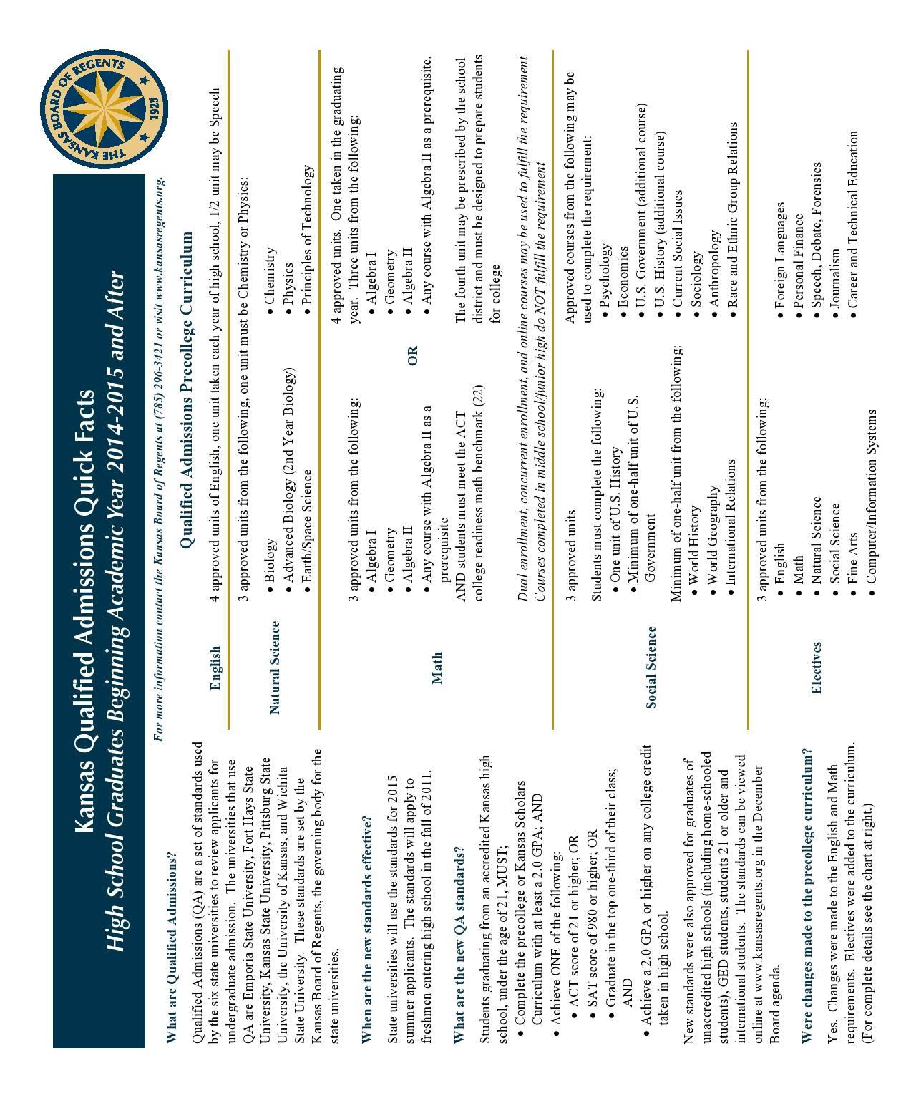 Kansas Qualified Admissions Quick Facts
High School Graduates Beginning Academic Year 2014-2015 and After
THE KANSAS BOARD OF REGENTS
1925
For more information contact the Kansas Board of Regents at (785) 296-3421 or visit www.kansasregents.org.
What are Qualified Admissions?
Qualified Admissions (QA) are a set of standards used
by the six state universities to review applicants for
undergraduate admission. The universities that use
QA are Emporia State University, Fort Hays State
University, Kansas State University, Pittsburg State
University, the University of Kansas, and Wichita
State University. These standards are set by the
Kansas Board of Regents, the governing body for the
state universities.
When are the new standards effective?
State universities will use the standards for 2015
summer applicants. The standards will apply to
freshmen entering high school in the fall of 2011.
What are the new QA standards?
Students graduating from an accredited Kansas high
school, under the age of 21, MUST;
• Complete the precollege or Kansas Scholars
Curriculum with at least a 2.0 GPA; AND
• Achieve ONE of the following:
• ACT score of 21 or higher; OR
• SAT score of 980 or higher; OR
• Graduate in the top one-third of their class;
AND
• Achieve a 2.0 GPA or higher on any college credit
taken in high school.
New standards were also approved for graduates of
unaccredited high schools (including home-schooled
students), GED students, students 21 or older and
international students. The standards can be viewed
online at www.kansasregents.org in the December
Board agenda.
Were changes made to the precollege curriculum?
Yes. Changes were made to the English and Math
requirements. Electives were added to the curriculum.
(For complete details see the chart at right.)
Qualified Admissions Precollege Curriculum
English
4 approved units of English, one unit taken each year of high school, 1/2 unit may be Speech
Natural Science
3 approved units from the following, one unit must be Chemistry or Physics:
• Biology
• Advanced Biology (2nd Year Biology)
• Earth/Space Science
• Chemistry
• Physics
• Principles of Technology
Math
3 approved units from the following:
• Algebra I
• Geometry
• Algebra II
• Any course with Algebra II as a
prerequisite
AND students must meet the ACT
college readiness math benchmark (22)
OR
4 approved units. One taken in the graduating
year. Three units from the following:
• Algebra I
• Geometry
• Algebra II
• Any course with Algebra II as a prerequisite.
The fourth unit may be prescribed by the school
district and must be designed to prepare students
for college
Dual enrollment, concurrent enrollment, and online courses may be used to fulfill the requirement
Courses completed in middle school/junior high do NOT fulfill the requirement
Social Science
3 approved units
Students must complete the following:
• One unit of U.S. History
• Minimum of one-half unit of U.S.
Government
Minimum of one-half unit from the following:
• World History
• World Geography
• International Relations
Approved courses from the following may be
used to complete the requirement:
• Psychology
• Economics
• U.S. Government (additional course)
• U.S. History (additional course)
• Current Social Issues
• Sociology
• Anthropology
• Race and Ethnic Group Relations
Electives
3 approved units from the following:
• English
• Math
• Natural Science
• Social Science
• Fine Arts
• Computer/Information Systems
• Foreign Languages
• Personal Finance
• Speech, Debate, Forensics
• Journalism
• Career and Technical Education